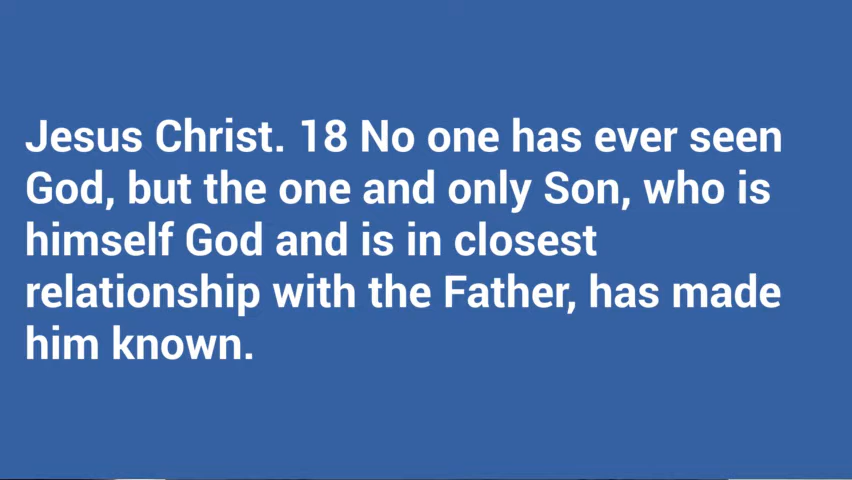 Jesus Christ. 18 No one has ever seen
God, but the one and only Son, who is
himself God and is in closest
relationship with the Father, has made
him known.